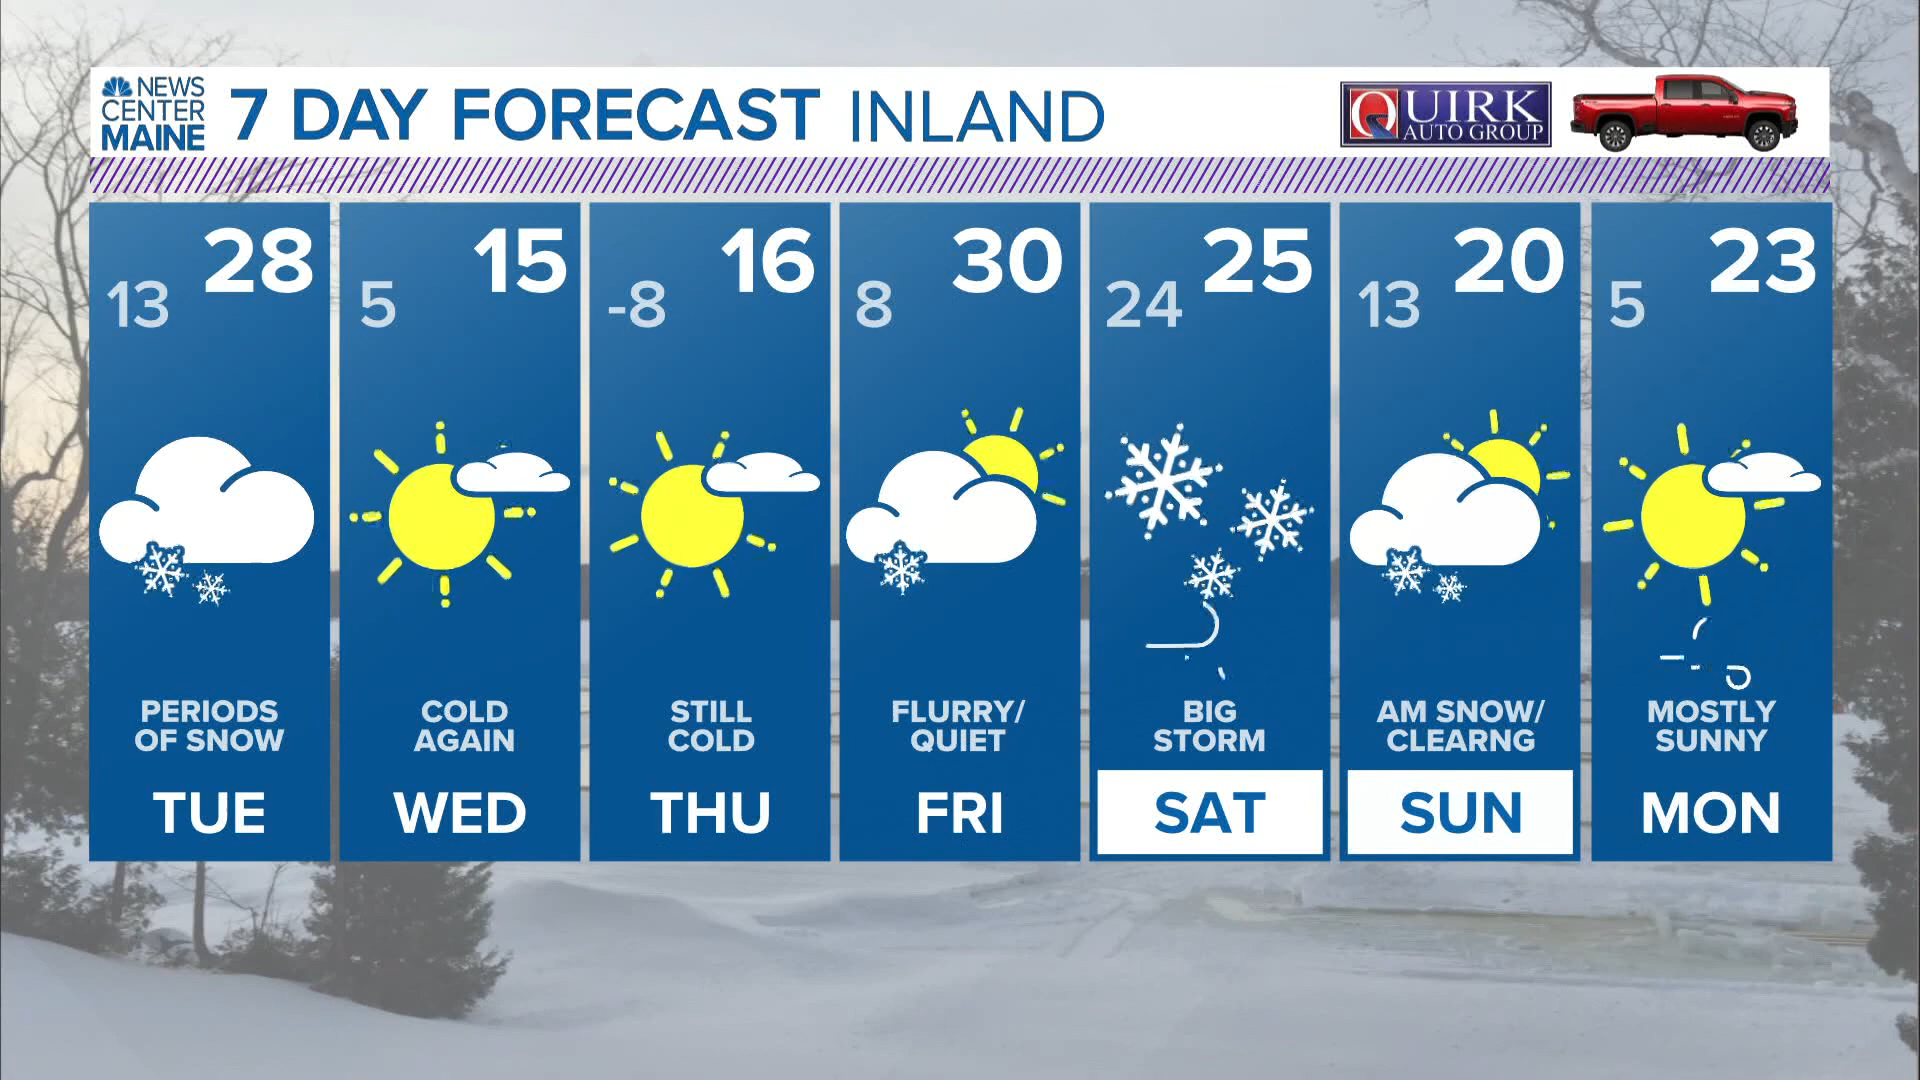 NEWS
CENTER
MAINE
7 DAY FORECAST INLAND
QUIRK
AUTO GROUP
13 28
5 15
-8 16
8 30
24 25
13 20
5 23
PERIODS
OF SNOW
COLD
AGAIN
STILL
COLD
FLURRY/
QUIET
BIG
STORM
AM SNOW/
CLEARNG
MOSTLY
SUNNY
TUE
WED
THU
FRI
SAT
SUN
MON